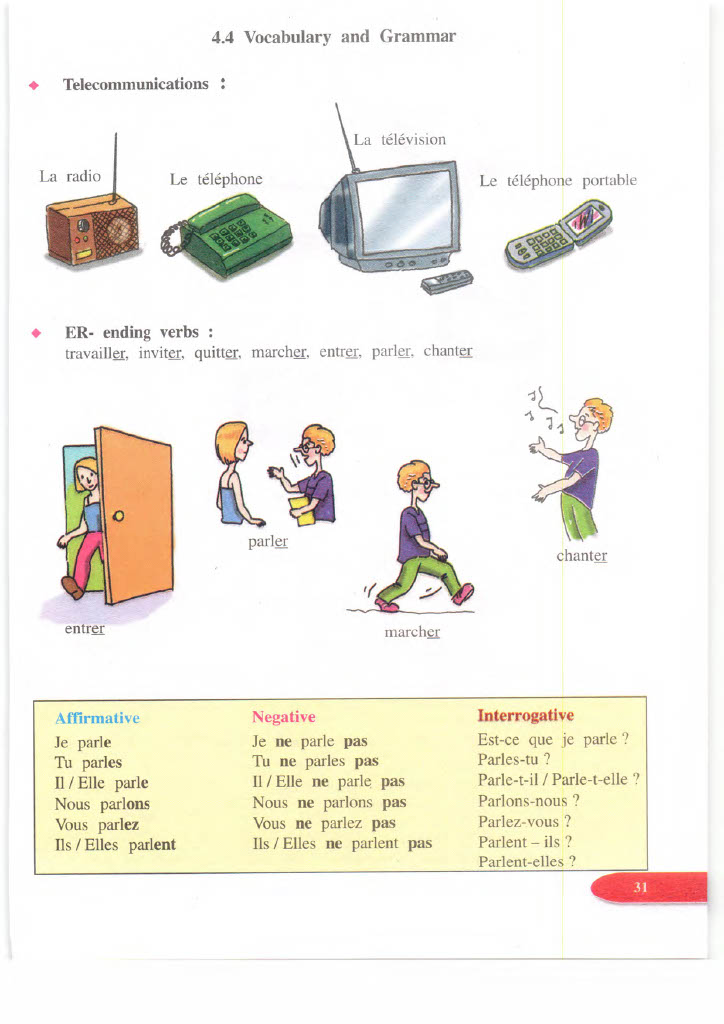 4.4 Vocabulary and Grammar
Telecommunications :
La radio
Le téléphone
La télévision
Le téléphone portable
ER- ending verbs :
travailler, inviter, quitter, marcher, entrer, parler, chanter
entrer
parler
marcher
chanter
Affirmative
Je parle
Tu parles
Il / Elle parle
Nous parlons
Vous parlez
Ils / Elles parlent
Negative
Je ne parle pas
Tu ne parles pas
Il / Elle ne parle pas
Nous ne parlons pas
Vous ne parlez pas
Ils / Elles ne parlent pas
Interrogative
Est-ce que je parle ?
Parles-tu ?
Parle-t-il / Parle-t-elle ?
Parlons-nous ?
Parlez-vous ?
Parlent – ils ?
Parlent-elles ?
31